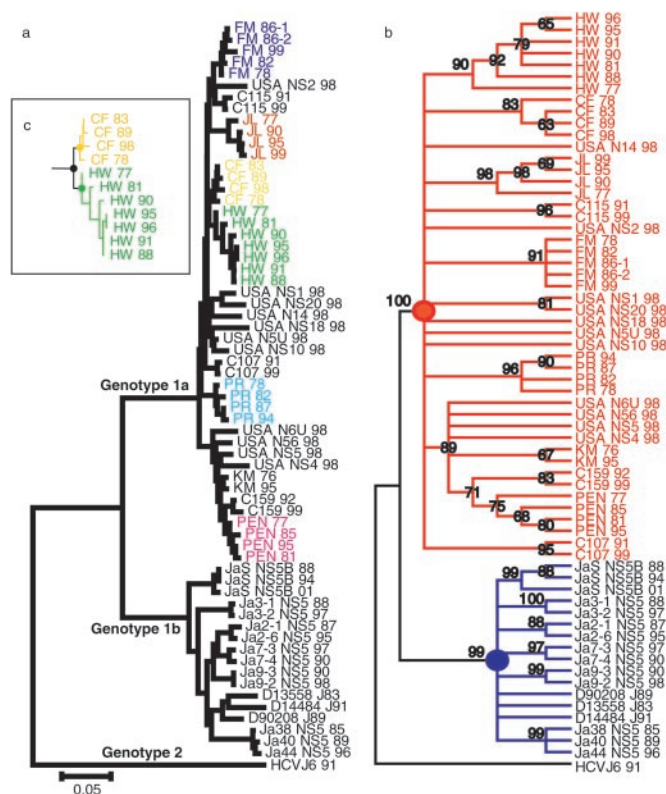 a
FM 86-1
FM 86-2
FM 99
FM 82
FM 78
USA NS2 98
C115 91
C115 99
JL 77
JL 90
JL 95
JL 99
CF 83
CF 89
CF 98
CF 78
HW 77
HW 81
HW 90
HW 95
HW 96
HW 91
HW 88
USA NS1 98
USA NS20 98
USA N14 98
USA NS18 98
USA N5U 98
USA NS10 98
C107 91
C107 99
PR 78
PR 82
PR 87
PR 94
USA N6U 98
USA N56 98
USA NS5 98
USA NS4 98
KM 76
KM 95
C159 92
C159 99
PEN 77
PEN 85
PEN 95
PEN 81
JaS NS5B 88
JaS NS5B 94
JaS NS5B 01
Ja3-1 NS5 88
Ja3-2 NS5 97
Ja2-1 NS5 87
Ja2-6 NS5 95
Ja7-3 NS5 97
Ja7-4 NS5 90
Ja9-3 NS5 90
Ja9-2 NS5 98
D13558 J83
D14484 J91
D90208 J89
Ja38 NS5 85
Ja40 NS5 89
Ja44 NS5 96
HCVJ6 91
Genotype 1a
Genotype 1b
Genotype 2
0.05
c
CF 83
CF 89
CF 98
CF 78
HW 77
HW 81
HW 90
HW 95
HW 96
HW 91
HW 88
b
HW 96
HW 95
HW 91
HW 90
HW 81
HW 88
HW 77
CF 78
CF 83
CF 89
CF 98
USA N14 98
JL 99
JL 95
JL 90
JL 77
C115 91
C115 99
USA NS2 98
FM 78
FM 82
FM 86-1
FM 86-2
FM 99
USA NS1 98
USA NS20 98
USA NS18 98
USA N5U 98
USA NS10 98
PR 94
PR 87
PR 82
PR 78
USA N6U 98
USA N56 98
USA NS5 98
USA NS4 98
KM 76
KM 95
C159 92
C159 99
PEN 77
PEN 85
PEN 81
PEN 95
C107 91
C107 99
JaS NS5B 88
JaS NS5B 94
JaS NS5B 01
Ja3-1 NS5 88
Ja3-2 NS5 97
Ja2-1 NS5 87
Ja2-6 NS5 95
Ja7-3 NS5 97
Ja7-4 NS5 90
Ja9-3 NS5 90
Ja9-2 NS5 98
D90208 J89
D13558 J83
D14484 J91
Ja38 NS5 85
Ja40 NS5 89
Ja44 NS5 96
HCVJ6 91
65
79
92
90
83
63
69
98
98
96
91
100
81
90
96
89
67
83
71
75
68
80
95
88
99
100
88
97
99
99
99